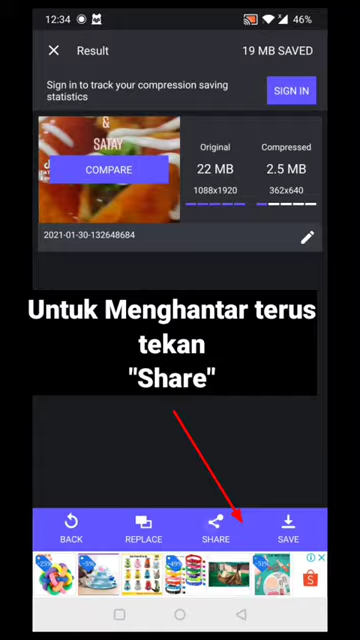 12:34
46%
Result
19 MB SAVED
Sign in to track your compression saving
statistics
SIGN IN
&
SATAY
COMPARE
Original
Compressed
22 MB
2.5 MB
1088x1920
362x640
2021-01-30-132648684
Untuk Menghantar terus
tekan
"Share"
BACK
REPLACE
SHARE
SAVE